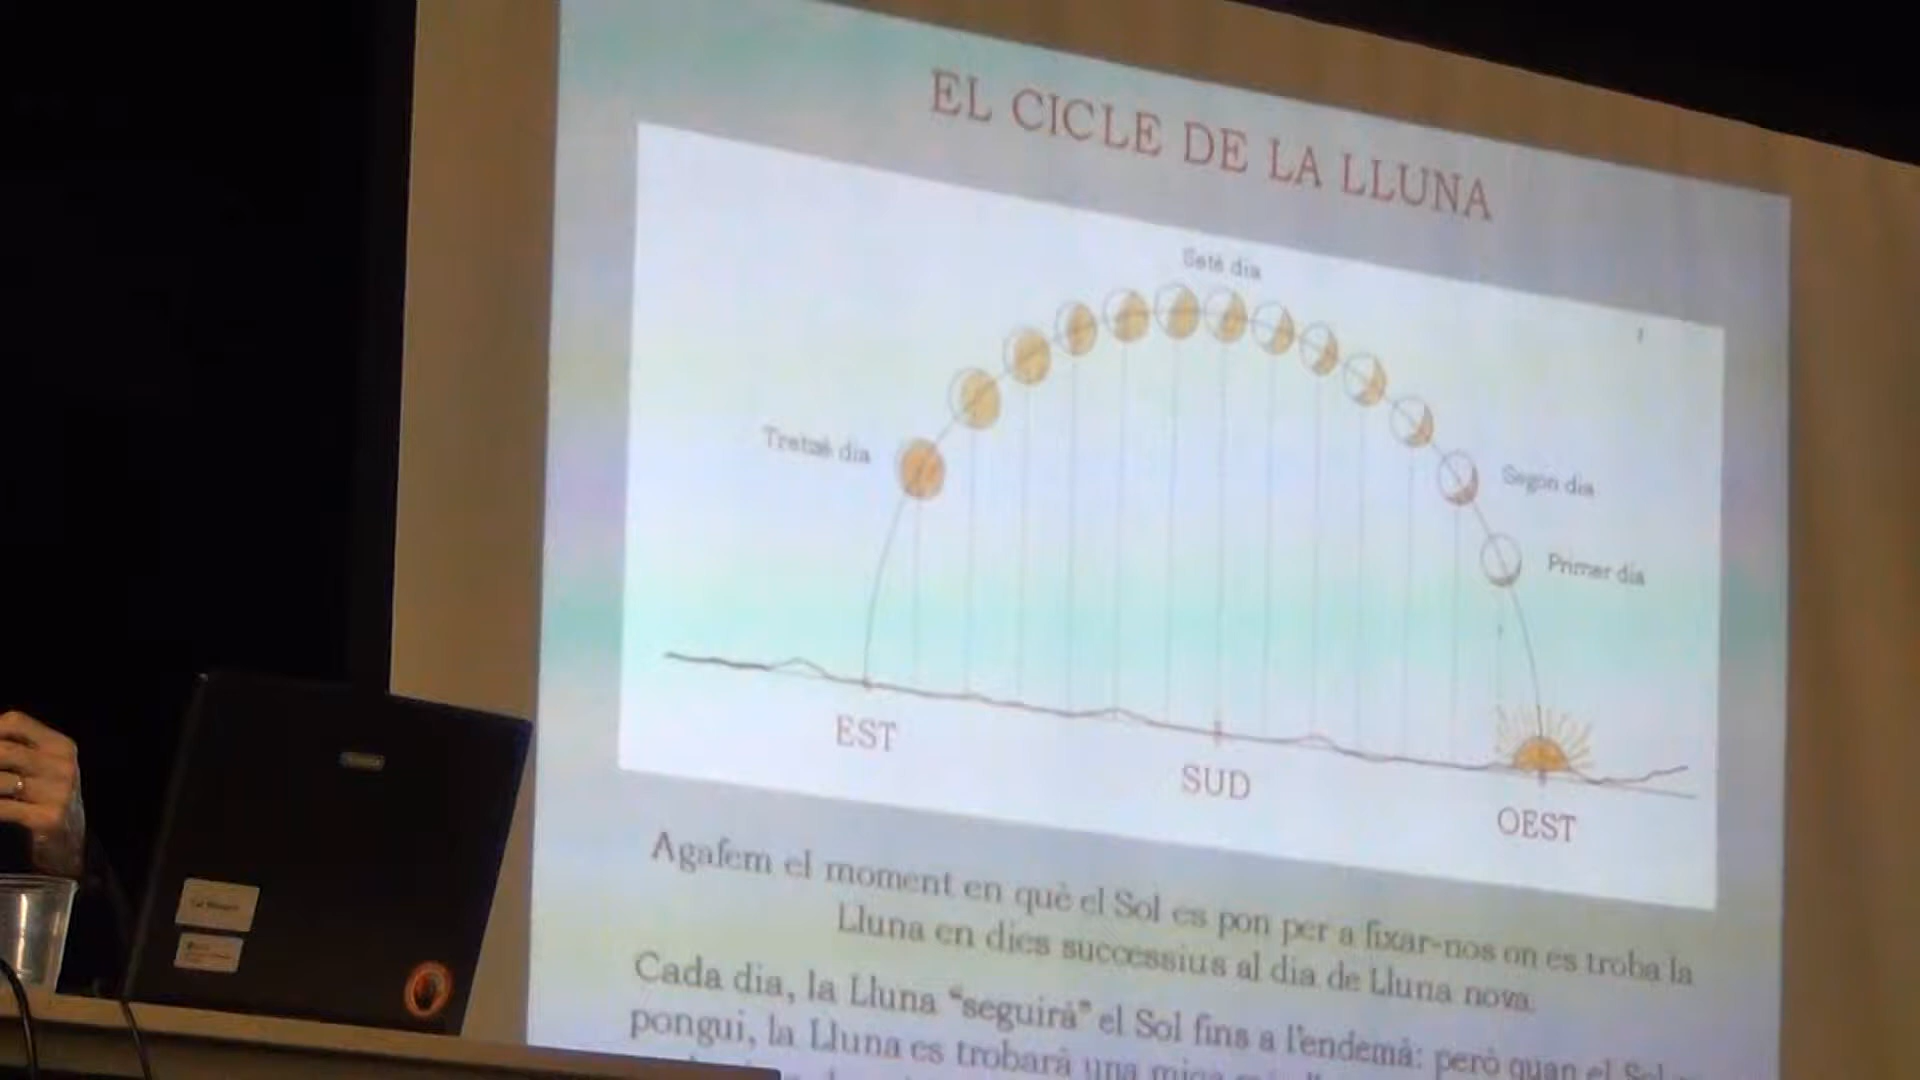 EL CICLE DE LA LLUNA
Setè dia
Tretzè dia
Segon dia
Primer dia
EST
SUD
OEST
Agafem el moment en què el Sol es pon per a fixar-nos on es troba la
Lluna en dies successius al dia de Lluna nova.
Cada dia, la Lluna “seguirà” el Sol fins a l'endemà: però quan el Sol
pongui, la Lluna es trobarà una mica